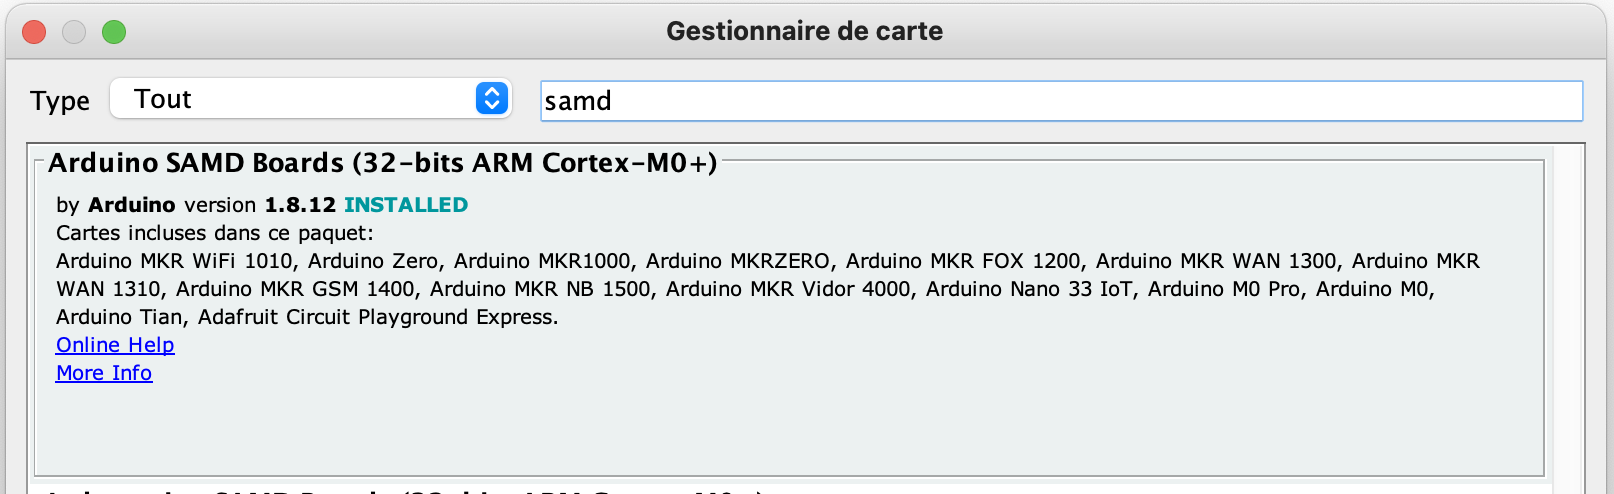 Gestionnaire de carte
Type Tout samd
Arduino SAMD Boards (32-bits ARM Cortex-M0+)
by Arduino version 1.8.12 INSTALLED
Cartes incluses dans ce paquet:
Arduino MKR WiFi 1010, Arduino Zero, Arduino MKR1000, Arduino MKRZERO, Arduino MKR FOX 1200, Arduino MKR WAN 1300, Arduino MKR
WAN 1310, Arduino MKR GSM 1400, Arduino MKR NB 1500, Arduino MKR Vidor 4000, Arduino Nano 33 IoT, Arduino M0 Pro, Arduino M0,
Arduino Tian, Adafruit Circuit Playground Express.
Online Help
More Info